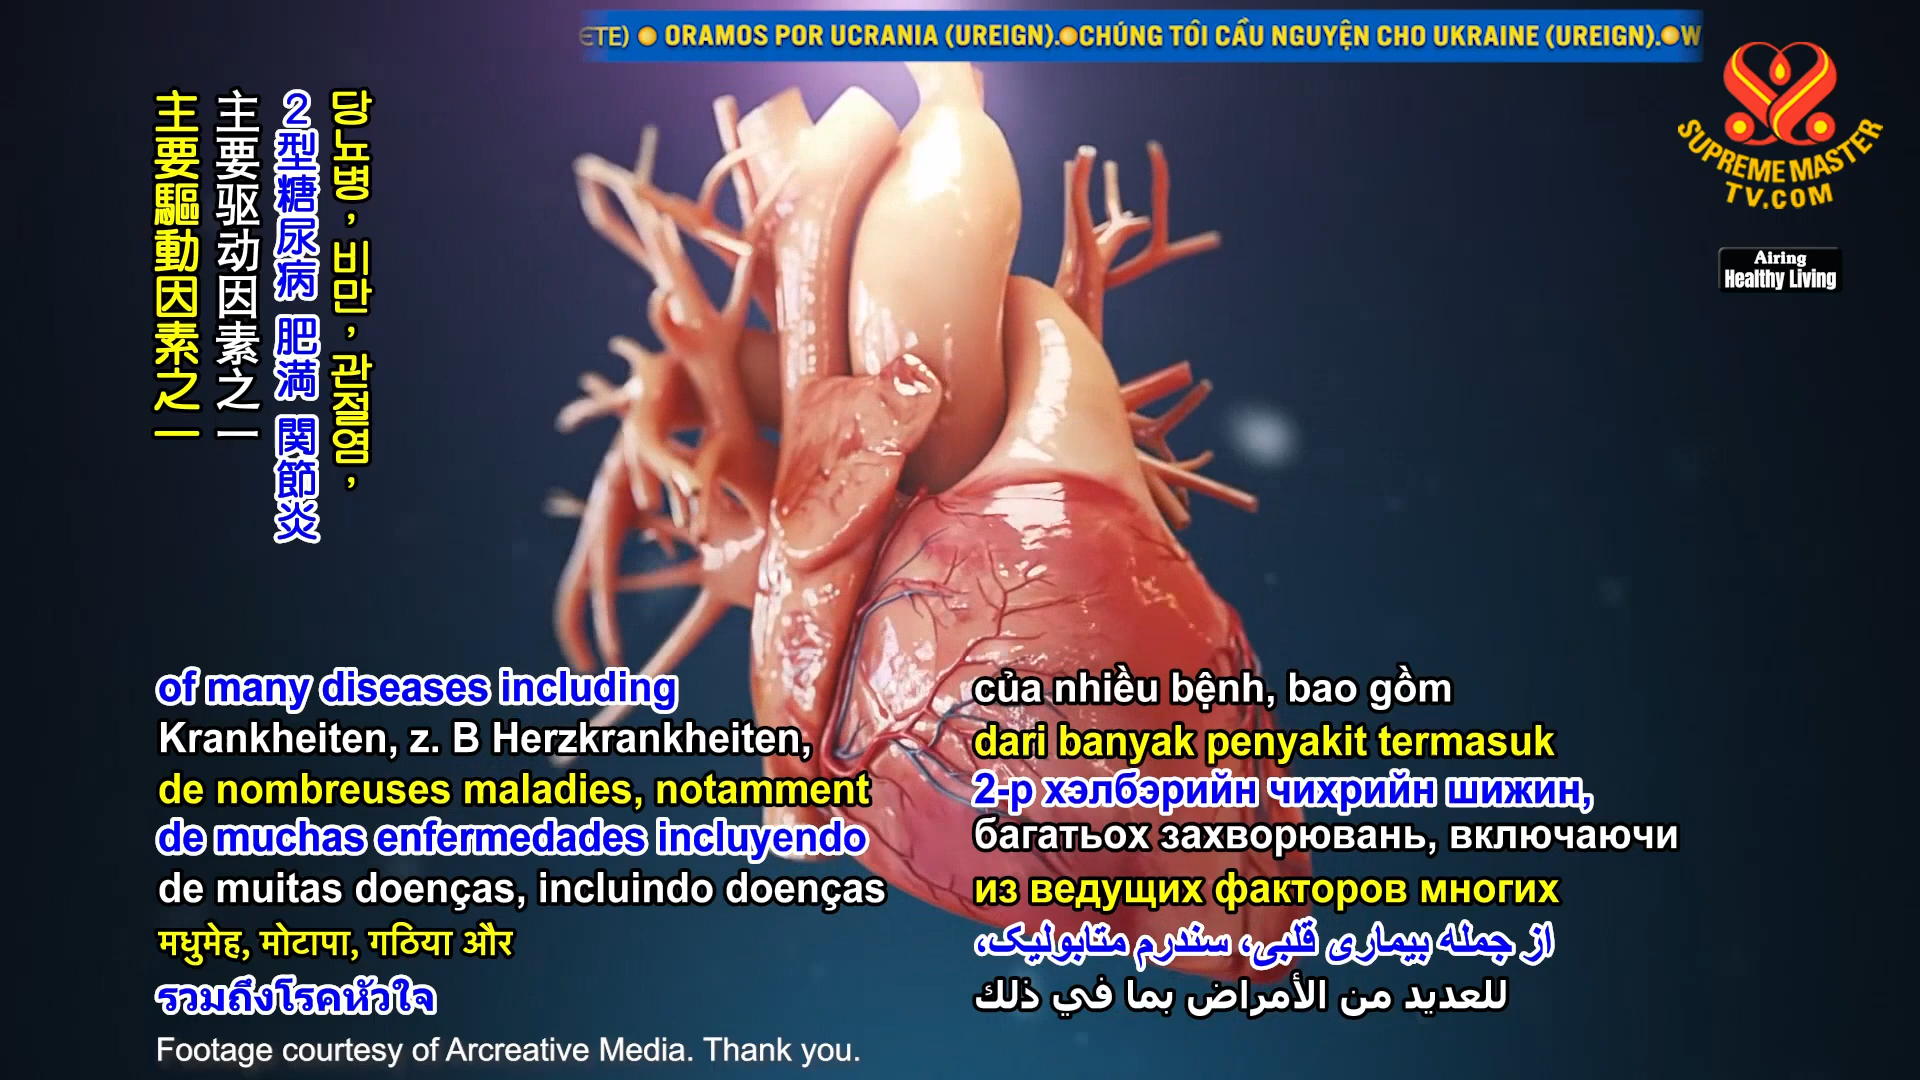 ORAMOS POR UCRANIA (UREIGN). CHÚNG TÔI CẦU NGUYỆN CHO UKRAINE (UREIGN). W
SUPREME MASTER
TV.COM
Airing
Healthy Living
主要驅動因素之一
主要驱动因素之一
2型糖尿病 肥満 関節炎
당뇨병, 비만, 관절염,
of many diseases including
Krankheiten, z. B Herzkrankheiten,
de nombreuses maladies, notamment
de muchas enfermedades incluyendo
de muitas doenças, incluindo doenças
मधुमेह, मोटापा, गठिया और
รวมถึงโรคหัวใจ
của nhiều bệnh, bao gồm
dari banyak penyakit termasuk
2-р хэлбэрийн чихрийн шижин,
багатьох захворювань, включаючи
из ведущих факторов многих
از جمله بیماری قلبی، سندرم متابولیک،
للعديد من الأمراض بما في ذلك
Footage courtesy of Arcreative Media. Thank you.